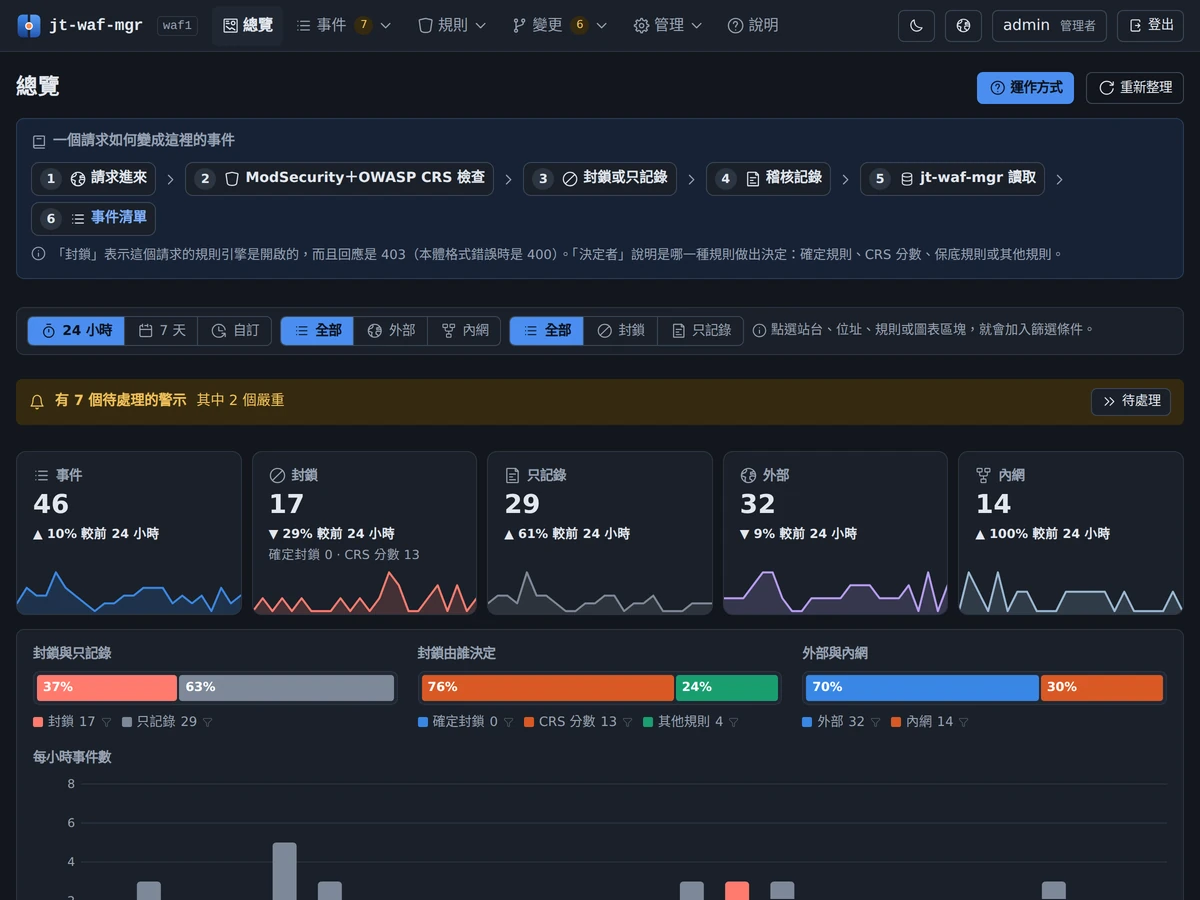 jt-waf-mgr waf1 總覽 事件 7 規則 變更 6 管理 說明 admin 管理者 登出
總覽 運作方式 重新整理
一個請求如何變成這裡的事件
1 請求進來 2 ModSecurity+OWASP CRS 檢查 3 封鎖或只記錄 4 稽核記錄 5 jt-waf-mgr 讀取
6 事件清單
「封鎖」表示這個請求的規則引擎是開啟的,而且回應是 403(本體格式錯誤時是 400)。「決定者」說明是哪一種規則做出決定:確定規則、CRS 分數、保底規則或其他規則。
24 小時 7 天 自訂 全部 外部 內網 全部 封鎖 只記錄 點選站台、位址、規則或圖表區塊,就會加入篩選條件。
有 7 個待處理的警示 其中 2 個嚴重 待處理
事件 封鎖 只記錄 外部 內網
46 17 29 32 14
▲ 10% 較前 24 小時 ▼ 29% 較前 24 小時 ▲ 61% 較前 24 小時 ▼ 9% 較前 24 小時 ▲ 100% 較前 24 小時
確定封鎖 0 · CRS 分數 13
封鎖與只記錄 封鎖由誰決定 外部與內網
37% 63% 76% 24% 70% 30%
封鎖 17 只記錄 29 確定封鎖 0 CRS 分數 13 其他規則 4 外部 32 內網 14
每小時事件數
8
6
4
2